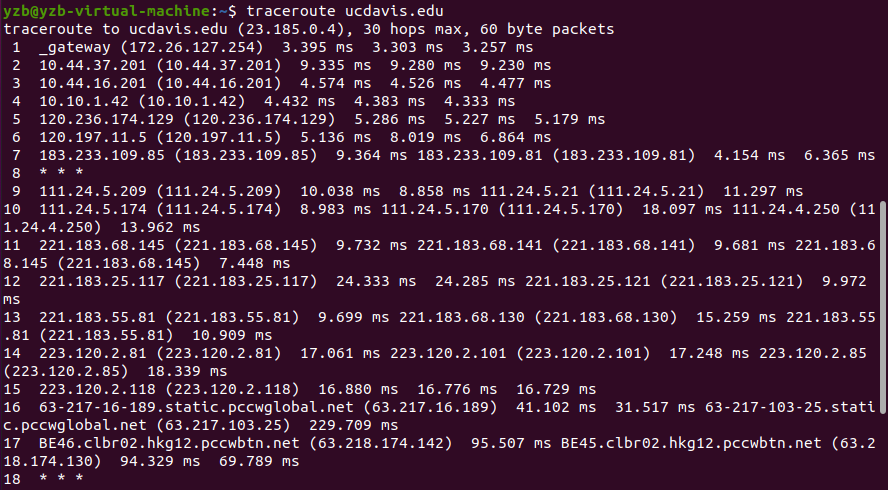 yzb@yzb-virtual-machine:~$ traceroute ucdavis.edu
traceroute to ucdavis.edu (23.185.0.4), 30 hops max, 60 byte packets
 1  _gateway (172.26.127.254)  3.395 ms  3.303 ms  3.257 ms
 2  10.44.37.201 (10.44.37.201)  9.335 ms  9.280 ms  9.230 ms
 3  10.44.16.201 (10.44.16.201)  4.574 ms  4.526 ms  4.477 ms
 4  10.10.1.42 (10.10.1.42)  4.432 ms  4.383 ms  4.333 ms
 5  120.236.174.129 (120.236.174.129)  5.286 ms  5.227 ms  5.179 ms
 6  120.197.11.5 (120.197.11.5)  5.136 ms  8.019 ms  6.864 ms
 7  183.233.109.85 (183.233.109.85)  9.364 ms 183.233.109.81 (183.233.109.81)  4.154 ms  6.365 ms
 8  * * *
 9  111.24.5.209 (111.24.5.209)  10.038 ms  8.858 ms 111.24.5.21 (111.24.5.21)  11.297 ms
10  111.24.5.174 (111.24.5.174)  8.983 ms 111.24.5.170 (111.24.5.170)  18.097 ms 111.24.4.250 (11
1.24.4.250)  13.962 ms
11  221.183.68.145 (221.183.68.145)  9.732 ms 221.183.68.141 (221.183.68.141)  9.681 ms 221.183.6
8.145 (221.183.68.145)  7.448 ms
12  221.183.25.117 (221.183.25.117)  24.333 ms  24.285 ms 221.183.25.121 (221.183.25.121)  9.972
ms
13  221.183.55.81 (221.183.55.81)  9.699 ms 221.183.68.130 (221.183.68.130)  15.259 ms 221.183.55
.81 (221.183.55.81)  10.909 ms
14  223.120.2.81 (223.120.2.81)  17.061 ms 223.120.2.101 (223.120.2.101)  17.248 ms 223.120.2.85
(223.120.2.85)  18.339 ms
15  223.120.2.118 (223.120.2.118)  16.880 ms  16.776 ms  16.729 ms
16  63-217-16-189.static.pccwglobal.net (63.217.16.189)  41.102 ms  31.517 ms 63-217-103-25.stati
c.pccwglobal.net (63.217.103.25)  229.709 ms
17  BE46.clbr02.hkg12.pccwbtn.net (63.218.174.142)  95.507 ms BE45.clbr02.hkg12.pccwbtn.net (63.2
18.174.130)  94.329 ms  69.789 ms
18  * * *